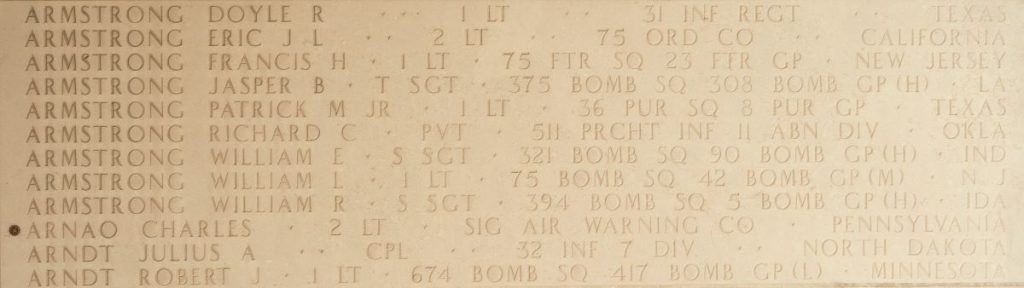 ARMSTRONG DOYLE R · · 1 LT · · 31 INF REGT · · TEXAS
ARMSTRONG ERIC J L · · 2 LT · · 75 ORD CO · · CALIFORNIA
ARMSTRONG FRANCIS H · 1 LT · 75 FTR SQ 23 FTR GP · NEW JERSEY
ARMSTRONG JASPER B · T SGT · 375 BOMB SQ 308 BOMB GP (H) · LA
ARMSTRONG PATRICK M JR · 1 LT · 36 PUR SQ 8 PUR GP · TEXAS
ARMSTRONG RICHARD C · PVT · 511 PRCHT INF 11 ABN DIV · OKLA
ARMSTRONG WILLIAM E · S SGT · 321 BOMB SQ 90 BOMB GP (H) · IND
ARMSTRONG WILLIAM L · 1 LT · 75 BOMB SQ 42 BOMB GP (M) · N J
ARMSTRONG WILLIAM R · S SGT · 394 BOMB SQ 5 BOMB GP (H) · IDA
ARNAO CHARLES · 2 LT · SIG AIR WARNING CO · PENNSYLVANIA
ARNDT JULIUS A · · CPL · · 32 INF 7 DIV · · NORTH DAKOTA
ARNDT ROBERT J · 1 LT · 674 BOMB SQ 417 BOMB GP (L) · MINNESOTA